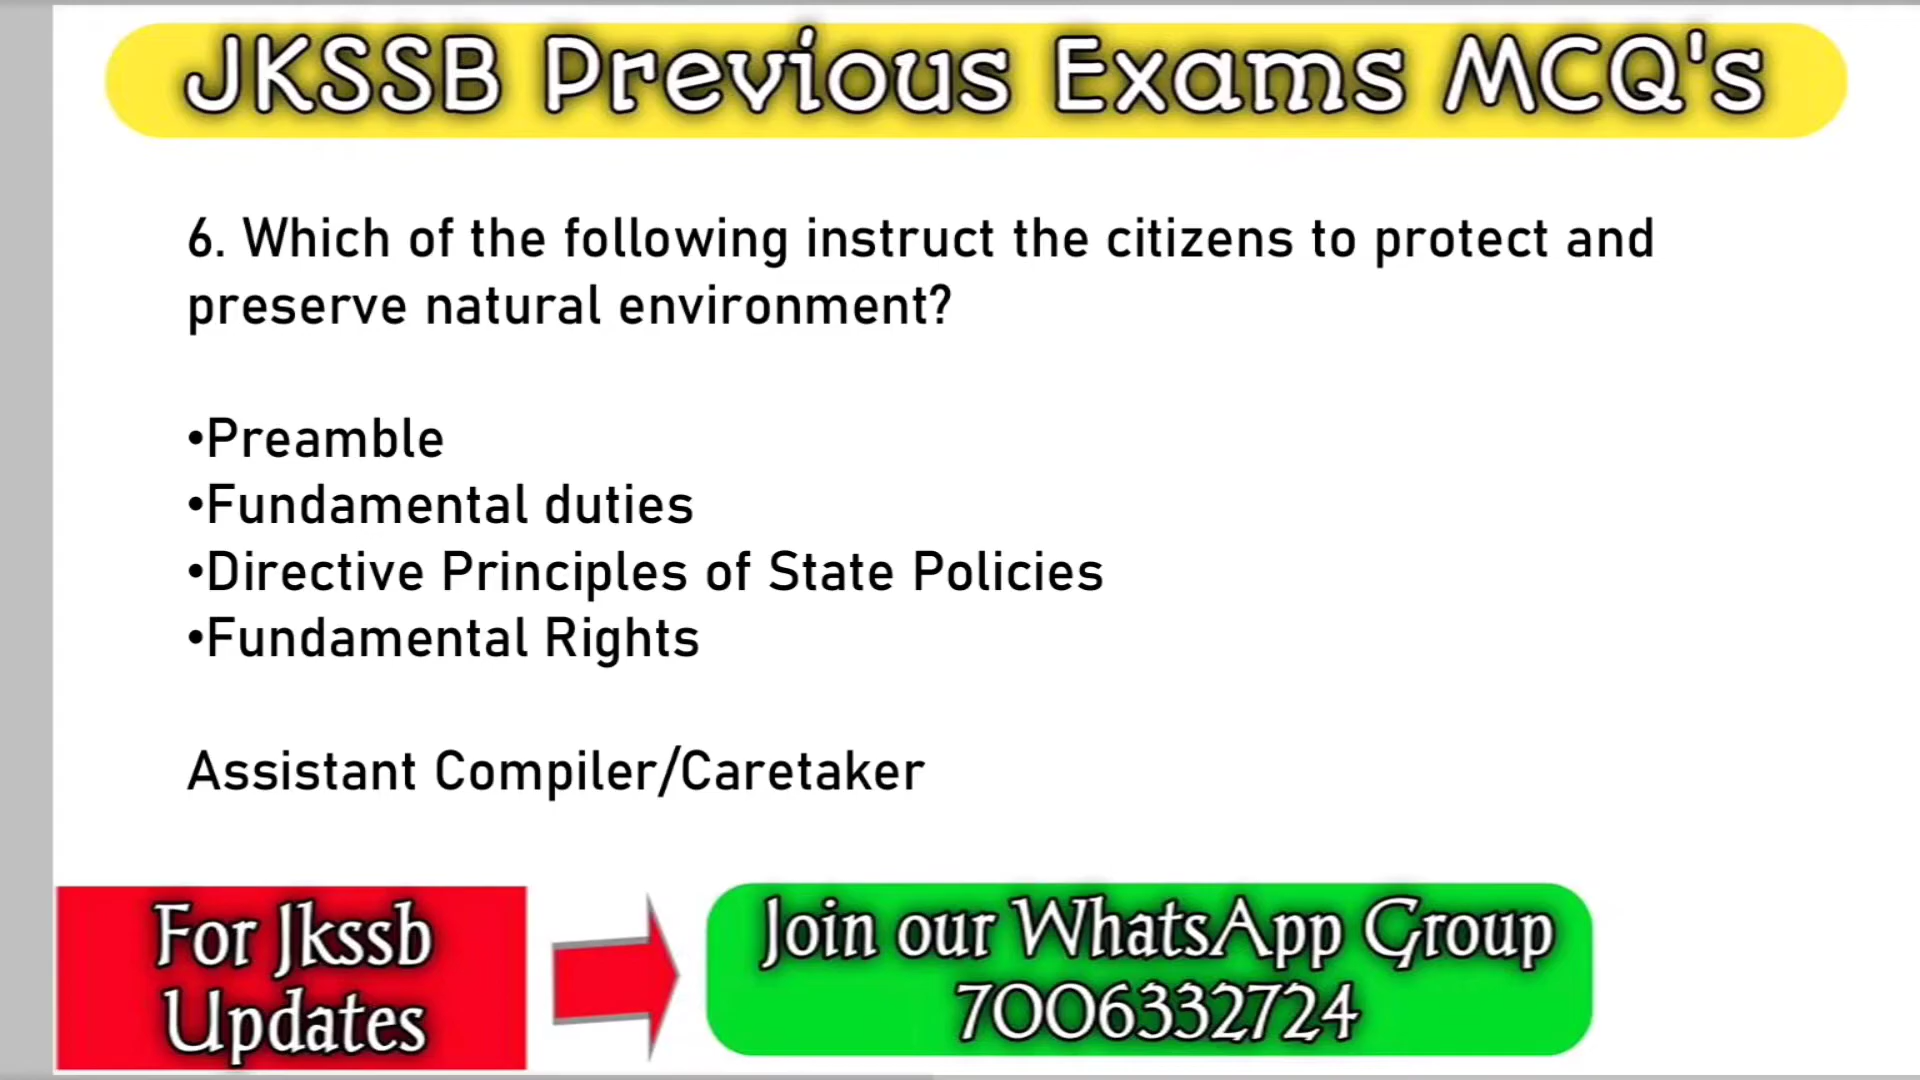 JKSSB Previous Exams MCQ's
6. Which of the following instruct the citizens to protect and
preserve natural environment?
•Preamble
•Fundamental duties
•Directive Principles of State Policies
•Fundamental Rights
Assistant Compiler/Caretaker
For Jkssb
Updates
Join our WhatsApp Group
7006332724